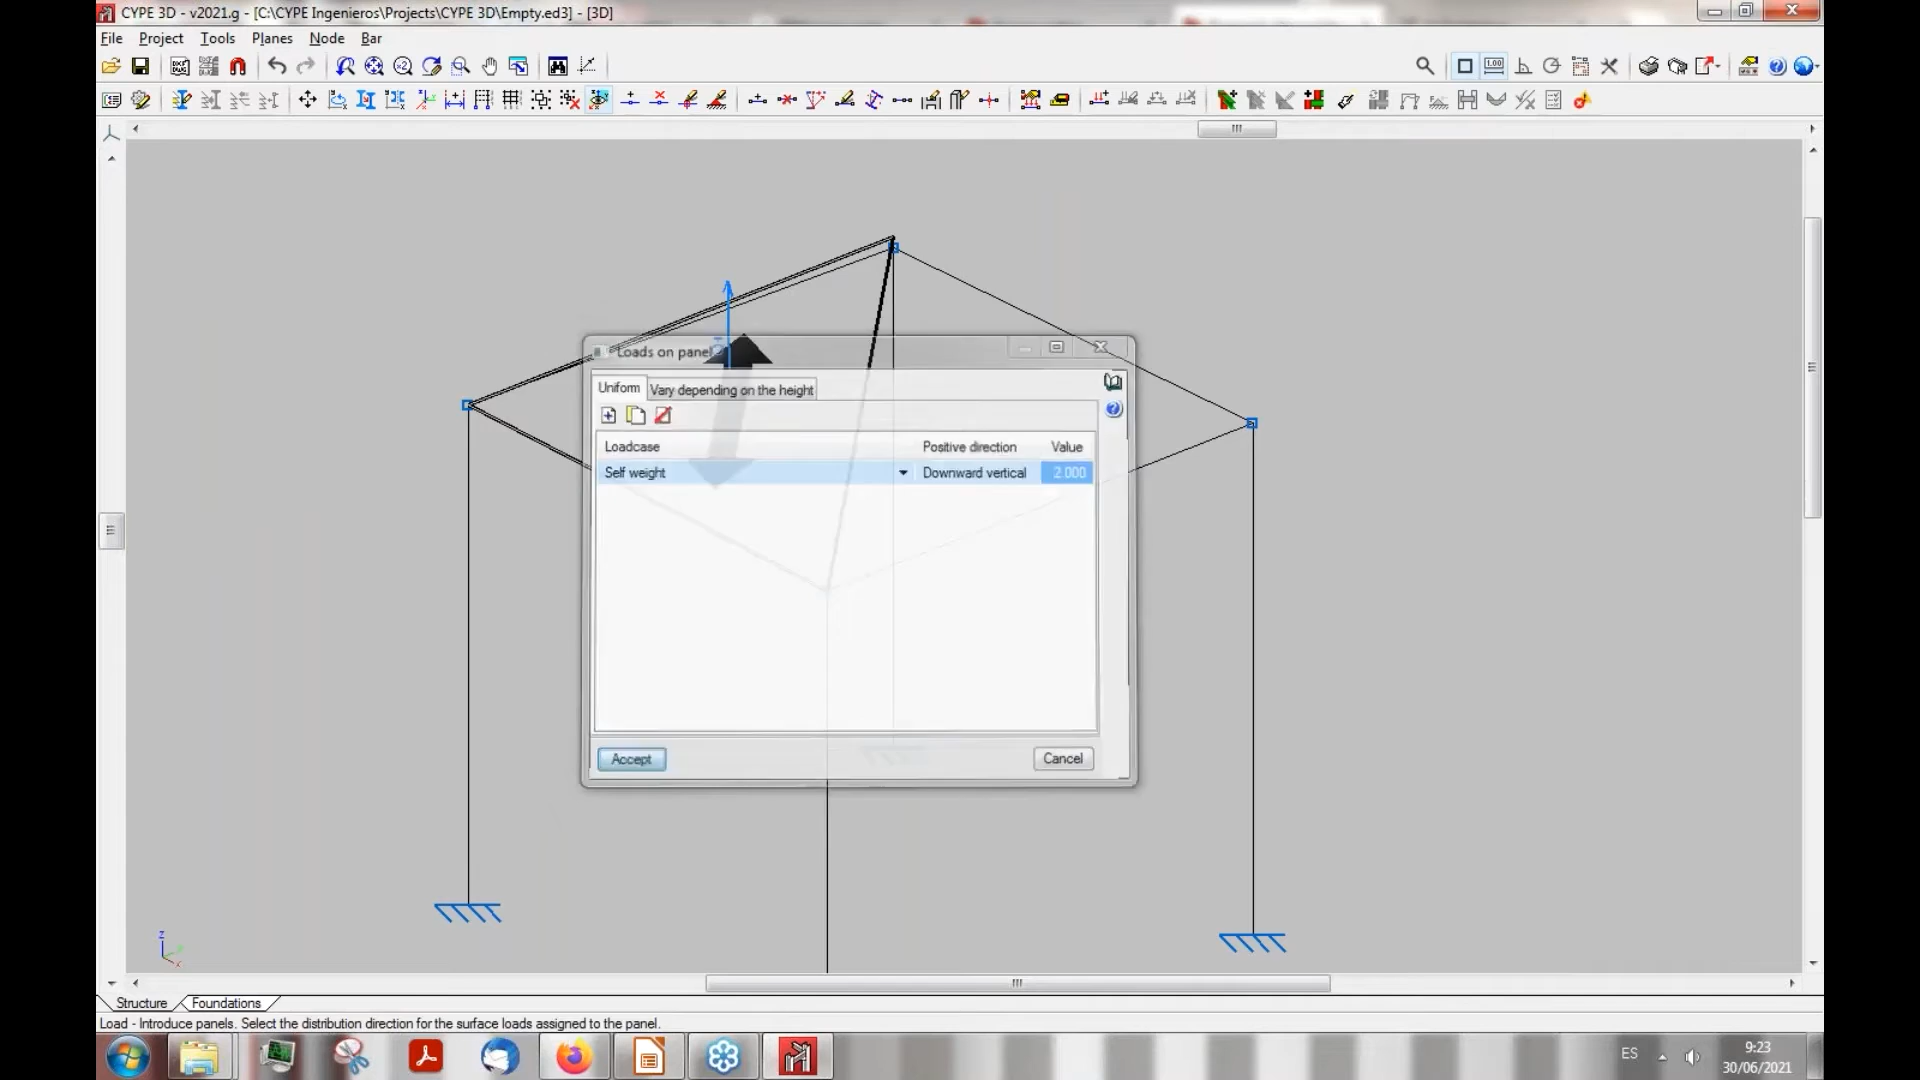 CYPE 3D - v2021.g - [C:\CYPE Ingenieros\Projects\CYPE 3D\Empty.ed3] - [3D]
File Project Tools Planes Node Bar
1.00
Loads on panel
Uniform Vary depending on the height
Loadcase Positive direction Value
Self weight Downward vertical 2.000
Accept Cancel
z
x
Structure Foundations
Load - Introduce panels. Select the distribution direction for the surface loads assigned to the panel.
ES
9:23
30/06/2021